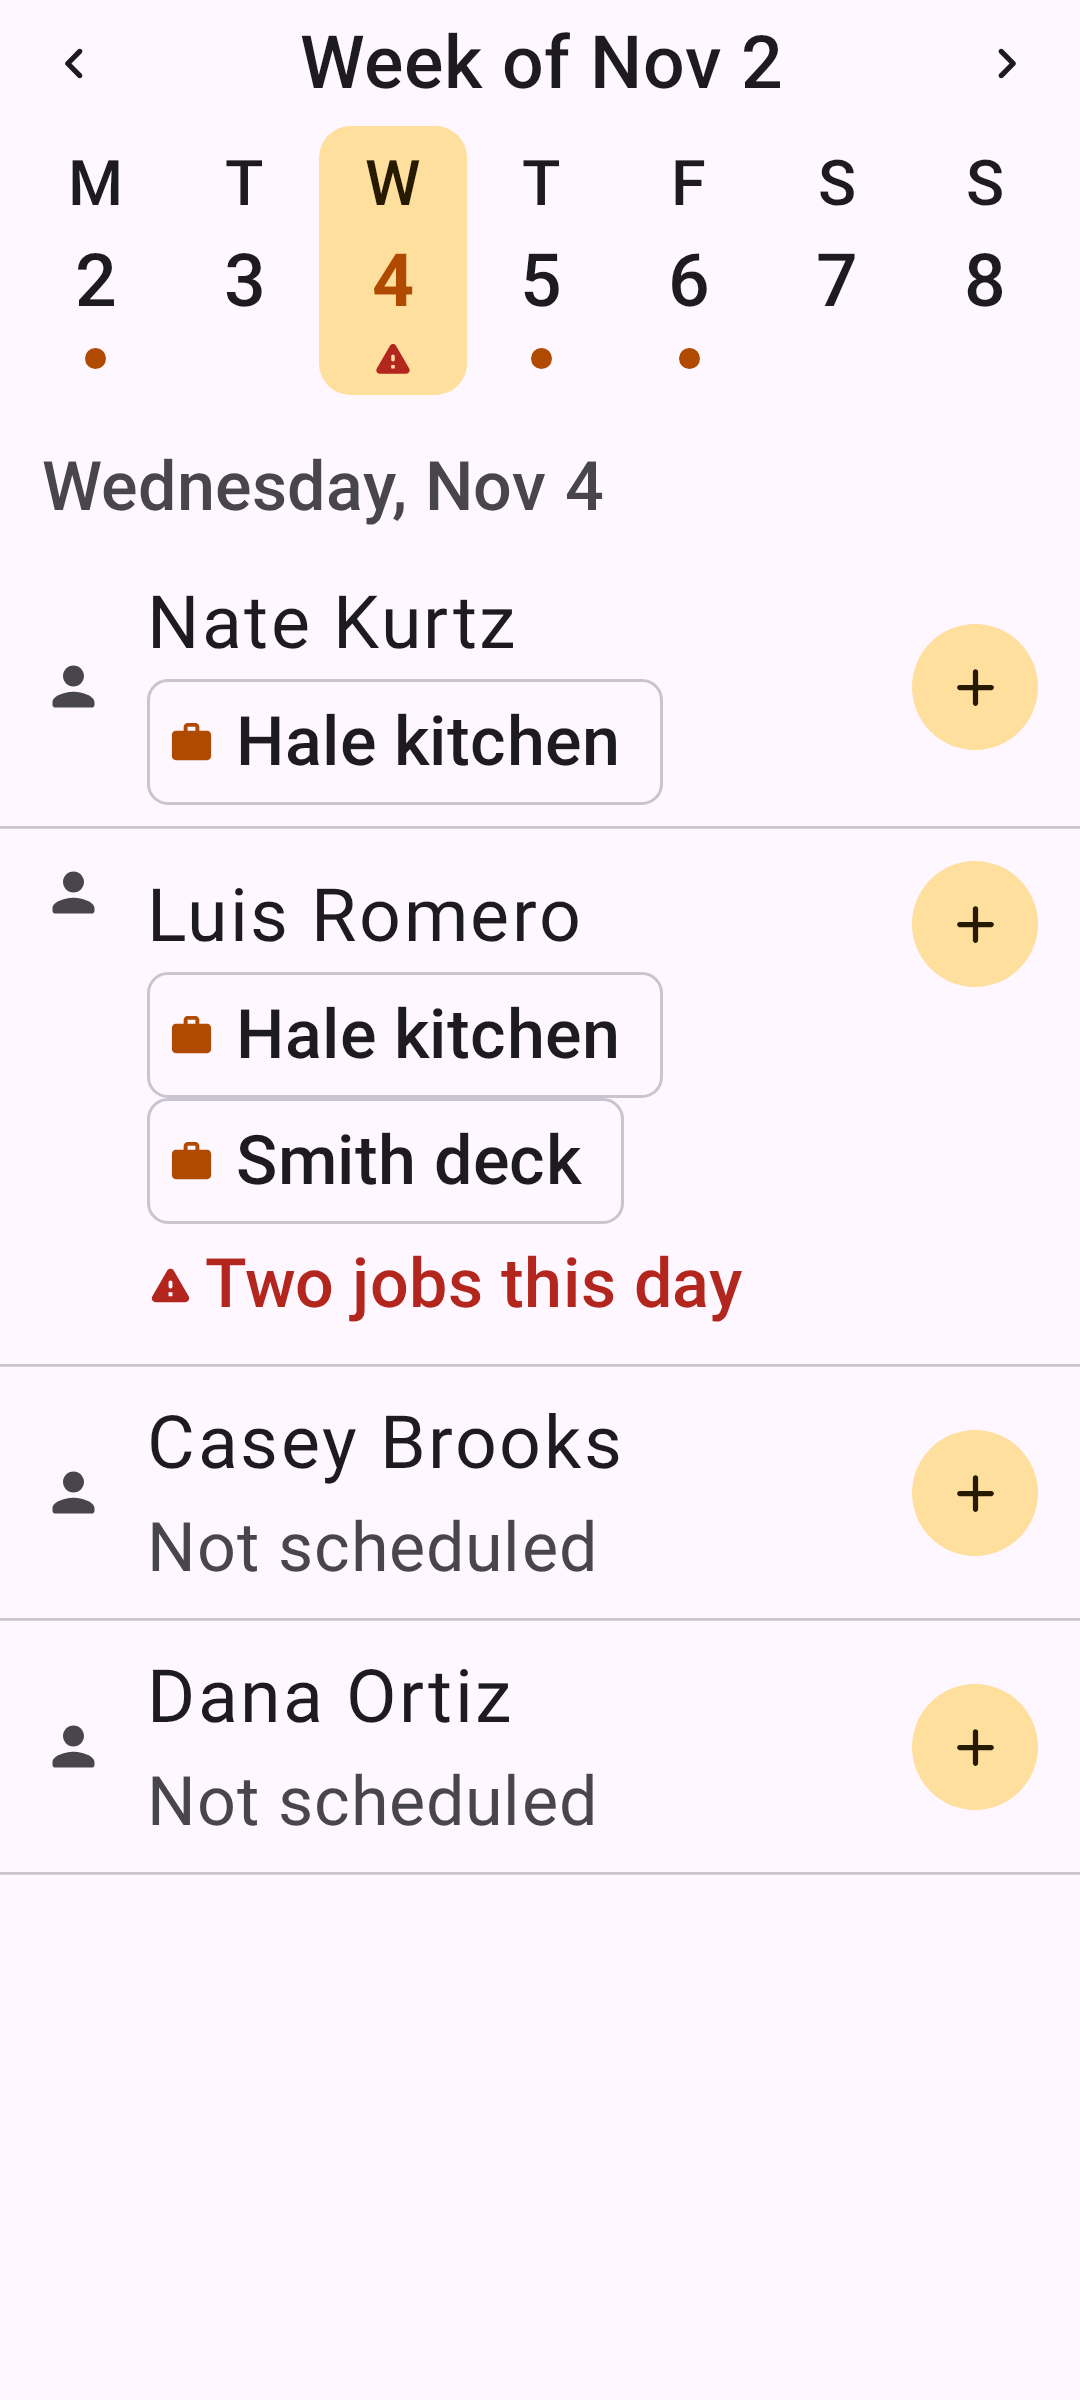 Week of Nov 2
M T W T F S S
2 3 4 5 6 7 8
Wednesday, Nov 4
Nate Kurtz
Hale kitchen
Luis Romero
Hale kitchen
Smith deck
Two jobs this day
Casey Brooks
Not scheduled
Dana Ortiz
Not scheduled